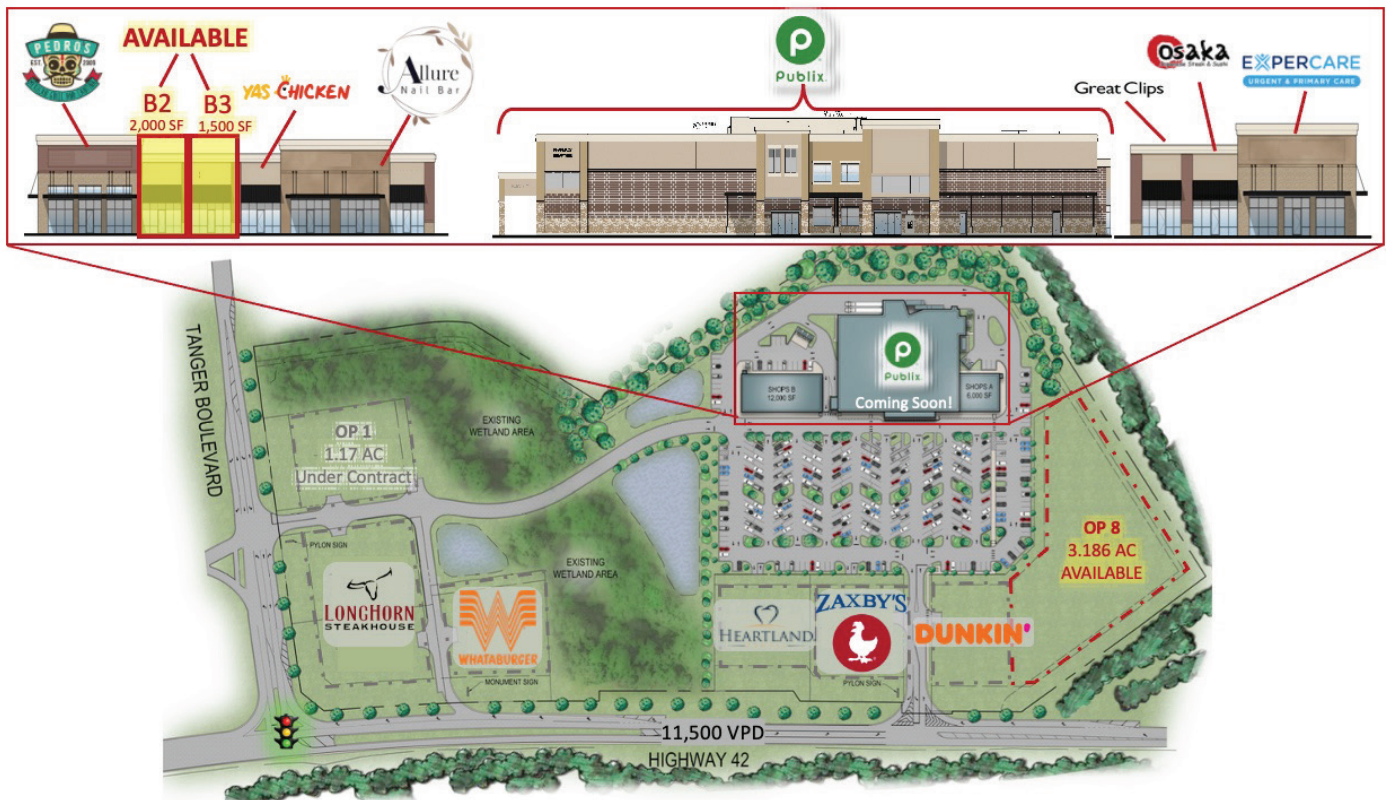 PEDROS
EST.
2009
AVAILABLE
B2
2,000 SF
B3
1,500 SF
YAS CHICKEN
Allure
Nail Bar
Publix
Great Clips
Osaka
EXPERCARE
URGENT & PRIMARY CARE
TANGER BOULEVARD
OP 1
1.17 AC
Under Contract
EXISTING
WETLAND AREA
SHOPS B
12,000 SF
Publix
Coming Soon!
SHOPS A
6,000 SF
OP 8
3.186 AC
AVAILABLE
PYLON SIGN
EXISTING
WETLAND AREA
LONGHORN
STEAKHOUSE
WHATABURGER
MONUMENT SIGN
HEARTLAND
ZAXBY'S
DUNKIN'
PYLON SIGN
11,500 VPD
HIGHWAY 42